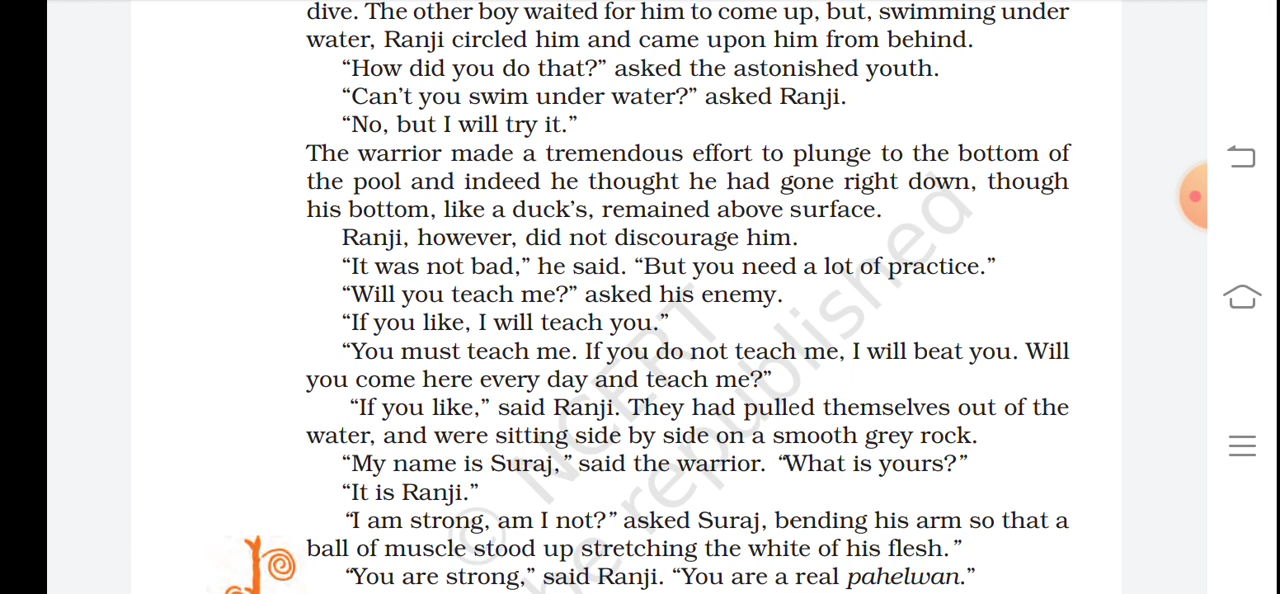 dive. The other boy waited for him to come up, but, swimming under
water, Ranji circled him and came upon him from behind.
“How did you do that?” asked the astonished youth.
“Can’t you swim under water?” asked Ranji.
“No, but I will try it.”
The warrior made a tremendous effort to plunge to the bottom of
the pool and indeed he thought he had gone right down, though
his bottom, like a duck’s, remained above surface.
Ranji, however, did not discourage him.
“It was not bad,” he said. “But you need a lot of practice.”
“Will you teach me?” asked his enemy.
“If you like, I will teach you.”
“You must teach me. If you do not teach me, I will beat you. Will
you come here every day and teach me?”
“If you like,” said Ranji. They had pulled themselves out of the
water, and were sitting side by side on a smooth grey rock.
“My name is Suraj,” said the warrior. “What is yours?”
“It is Ranji.”
“I am strong, am I not?” asked Suraj, bending his arm so that a
ball of muscle stood up stretching the white of his flesh.”
“You are strong,” said Ranji. “You are a real pahelwan.”
© NCERT
be republished